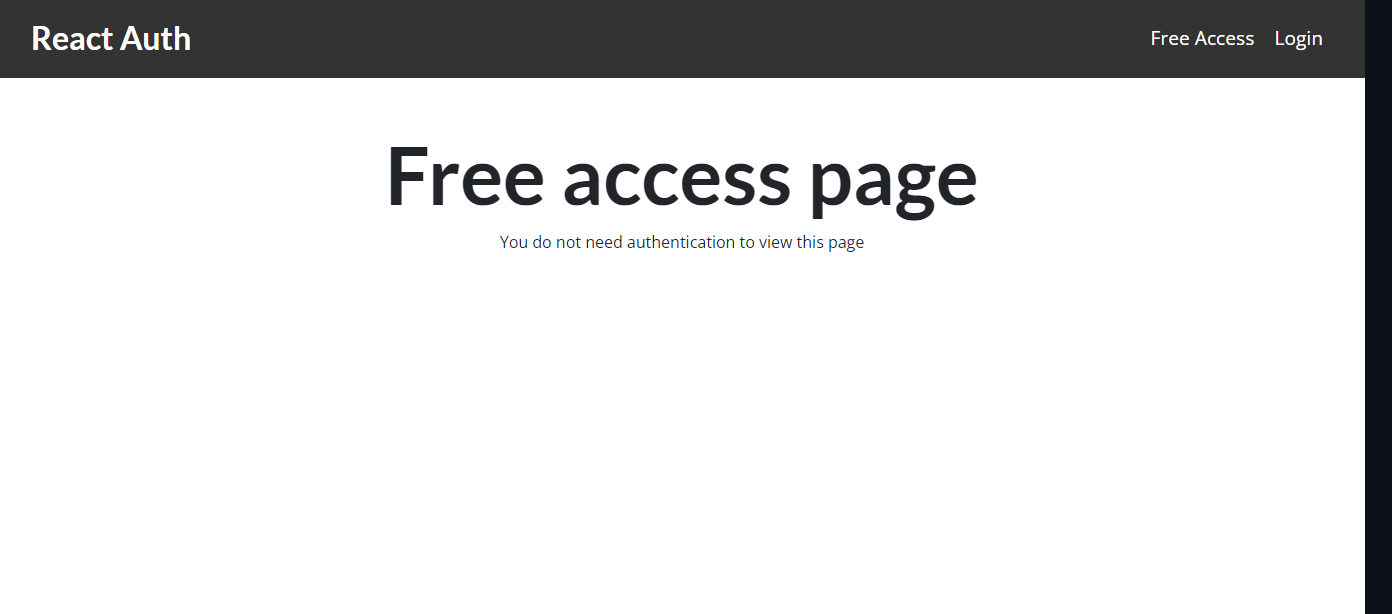 React Auth
Free Access Login
Free access page
You do not need authentication to view this page